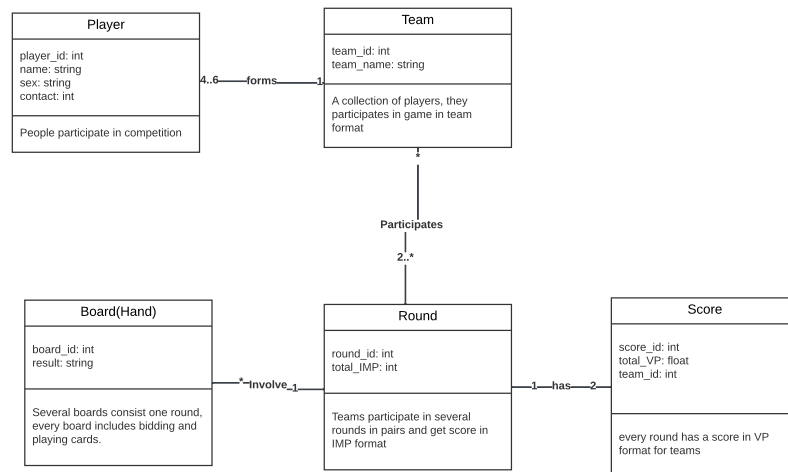 Player
player_id: int
name: string
sex: string
contact: int
People participate in competition
4..6
forms
1
Team
team_id: int
team_name: string
A collection of players, they
participates in game in team
format
*
Participates
2..*
Board(Hand)
board_id: int
result: string
Several boards consist one round,
every board includes bidding and
playing cards.
*
Involve
1
Round
round_id: int
total_IMP: int
Teams participate in several
rounds in pairs and get score in
IMP format
1
has
2
Score
score_id: int
total_VP: float
team_id: int
every round has a score in VP
format for teams